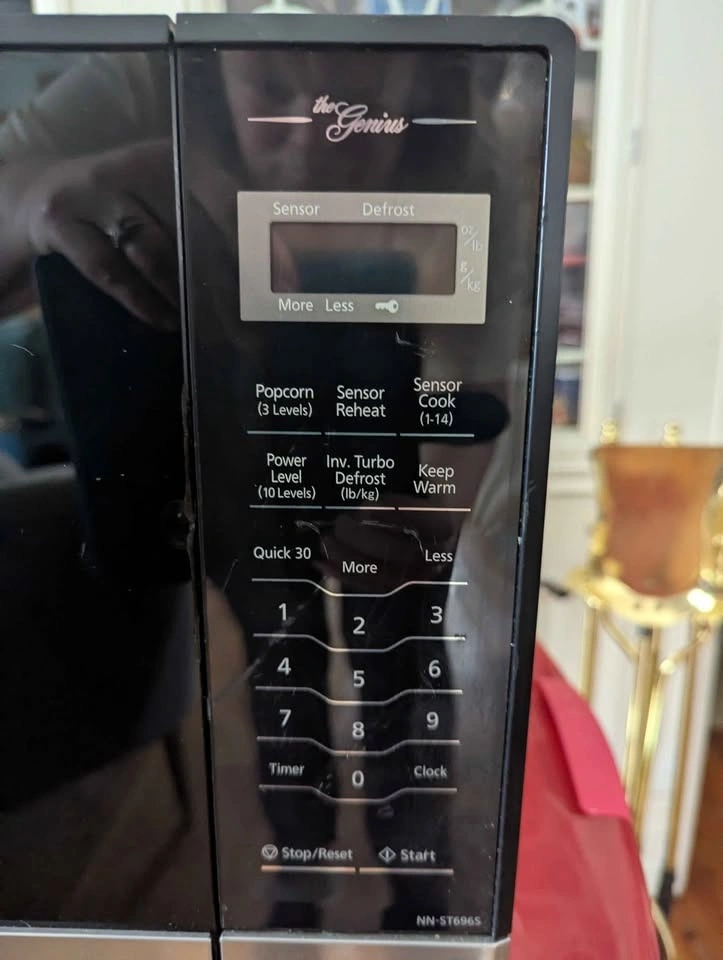 the Genius
Sensor Defrost
oz/lb
g/kg
More Less
Popcorn
(3 Levels)
Sensor
Reheat
Sensor
Cook
(1-14)
Power
Level
(10 Levels)
Inv. Turbo
Defrost
(lb/kg)
Keep
Warm
Quick 30
More
Less
1
2
3
4
5
6
7
8
9
Timer
0
Clock
Stop/Reset
Start
NN-ST696S